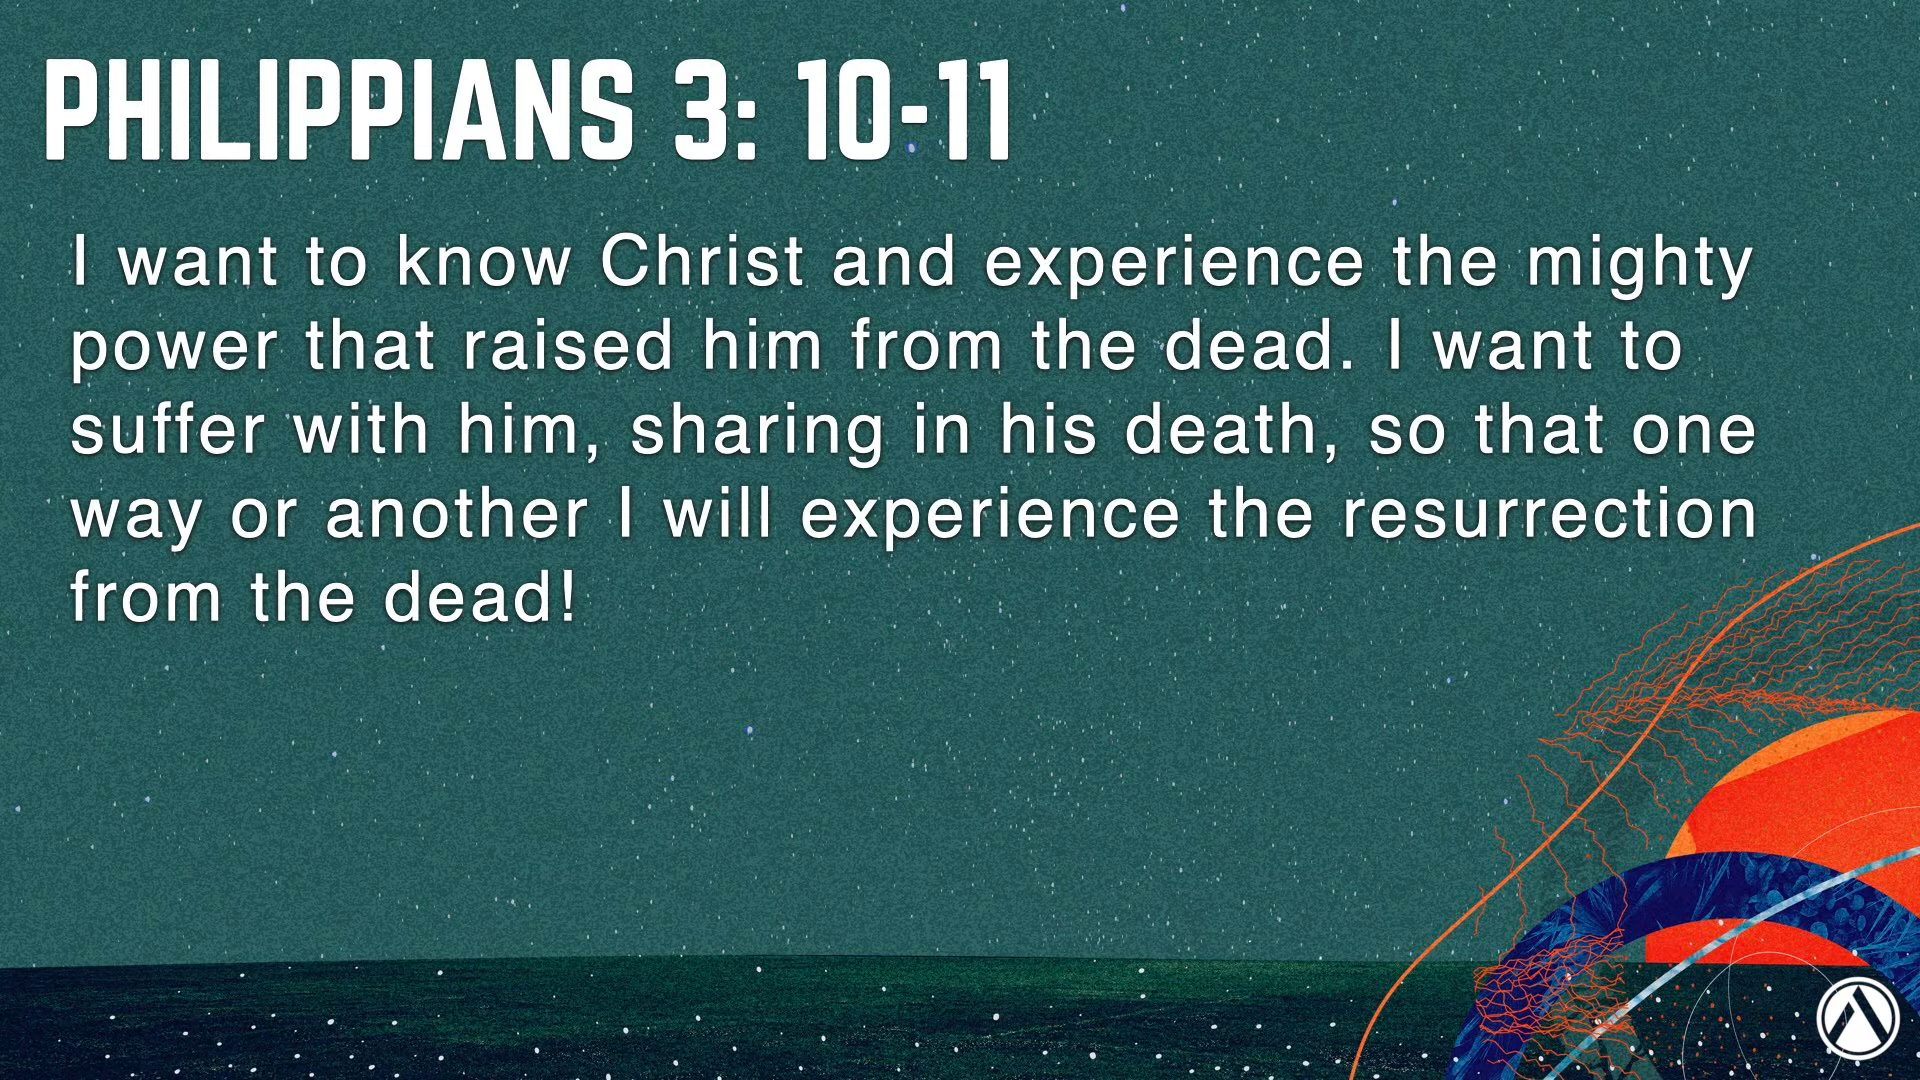 PHILIPPIANS 3: 10-11
I want to know Christ and experience the mighty
power that raised him from the dead. I want to
suffer with him, sharing in his death, so that one
way or another I will experience the resurrection
from the dead!